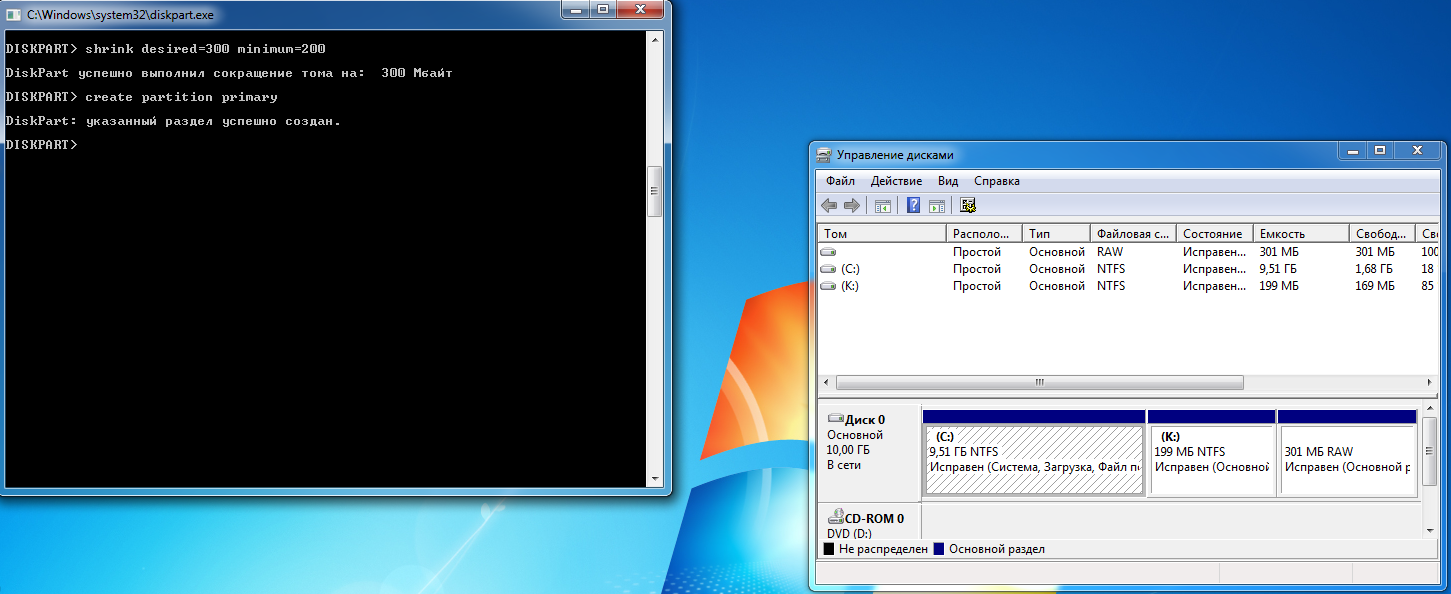 C:\Windows\system32\diskpart.exe
DISKPART> shrink desired=300 minimum=200
DiskPart успешно выполнил сокращение тома на:  300 Мбайт
DISKPART> create partition primary
DiskPart: указанный раздел успешно создан.
DISKPART>
Управление дисками
Файл Действие Вид Справка
Том Располо... Тип Файловая с... Состояние Емкость Свобод... Св
Простой Основной RAW Исправен... 301 МБ 301 МБ 100
(C:) Простой Основной NTFS Исправен... 9,51 ГБ 1,68 ГБ 18
(K:) Простой Основной NTFS Исправен... 199 МБ 169 МБ 85
Диск 0
Основной
10,00 ГБ
В сети
(C:)
9,51 ГБ NTFS
Исправен (Система, Загрузка, Файл п
(K:)
199 МБ NTFS
Исправен (Основной
301 МБ RAW
Исправен (Основной р
CD-ROM 0
DVD (D:)
Не распределен Основной раздел